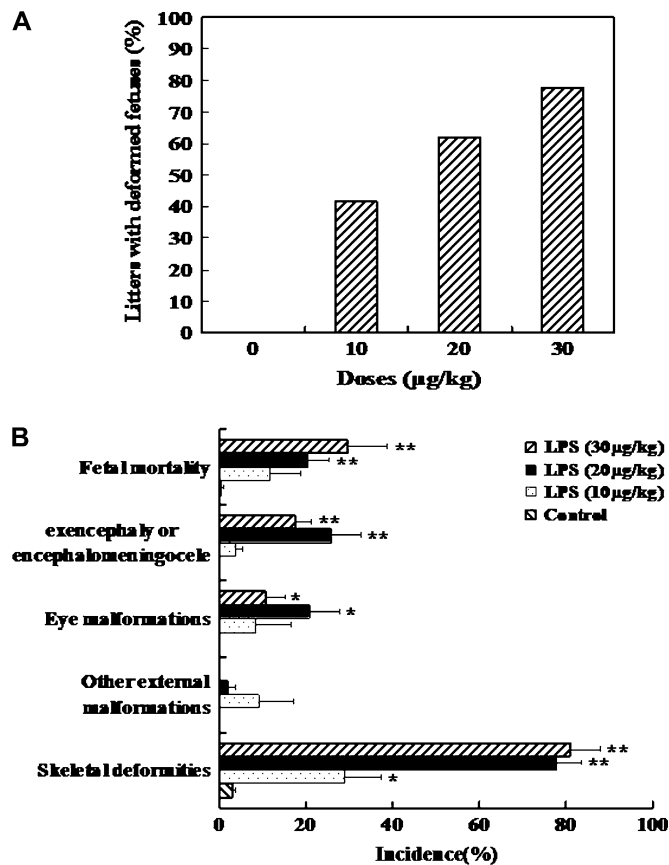 A
Litters with deformed fetuses (%)
100
90
80
70
60
50
40
30
20
10
0
0 10 20 30
Doses (μg/kg)
B
Fetal mortality
exencephaly or
encephalomeningocele
Eye malformations
Other external
malformations
Skeletal deformities
**
**
**
**
*
*
**
**
*
LPS (30μg/kg)
LPS (20μg/kg)
LPS (10μg/kg)
Control
0 20 40 60 80 100
Incidence(%)